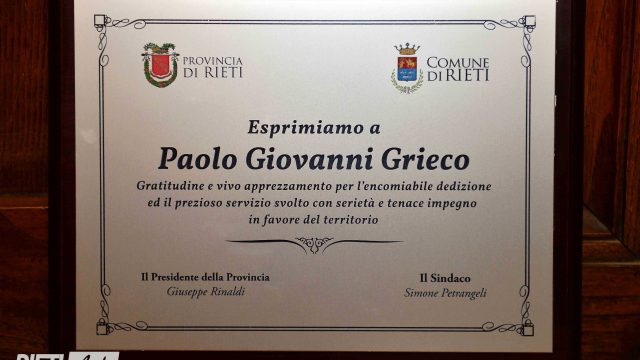 PROVINCIA
DI RIETI
COMUNE
DI RIETI
Esprimiamo a
Paolo Giovanni Grieco
Gratitudine e vivo apprezzamento per l'encomiabile dedizione
ed il prezioso servizio svolto con serietà e tenace impegno
in favore del territorio
Il Presidente della Provincia
Giuseppe Rinaldi
Il Sindaco
Simone Petrangeli
RIETI